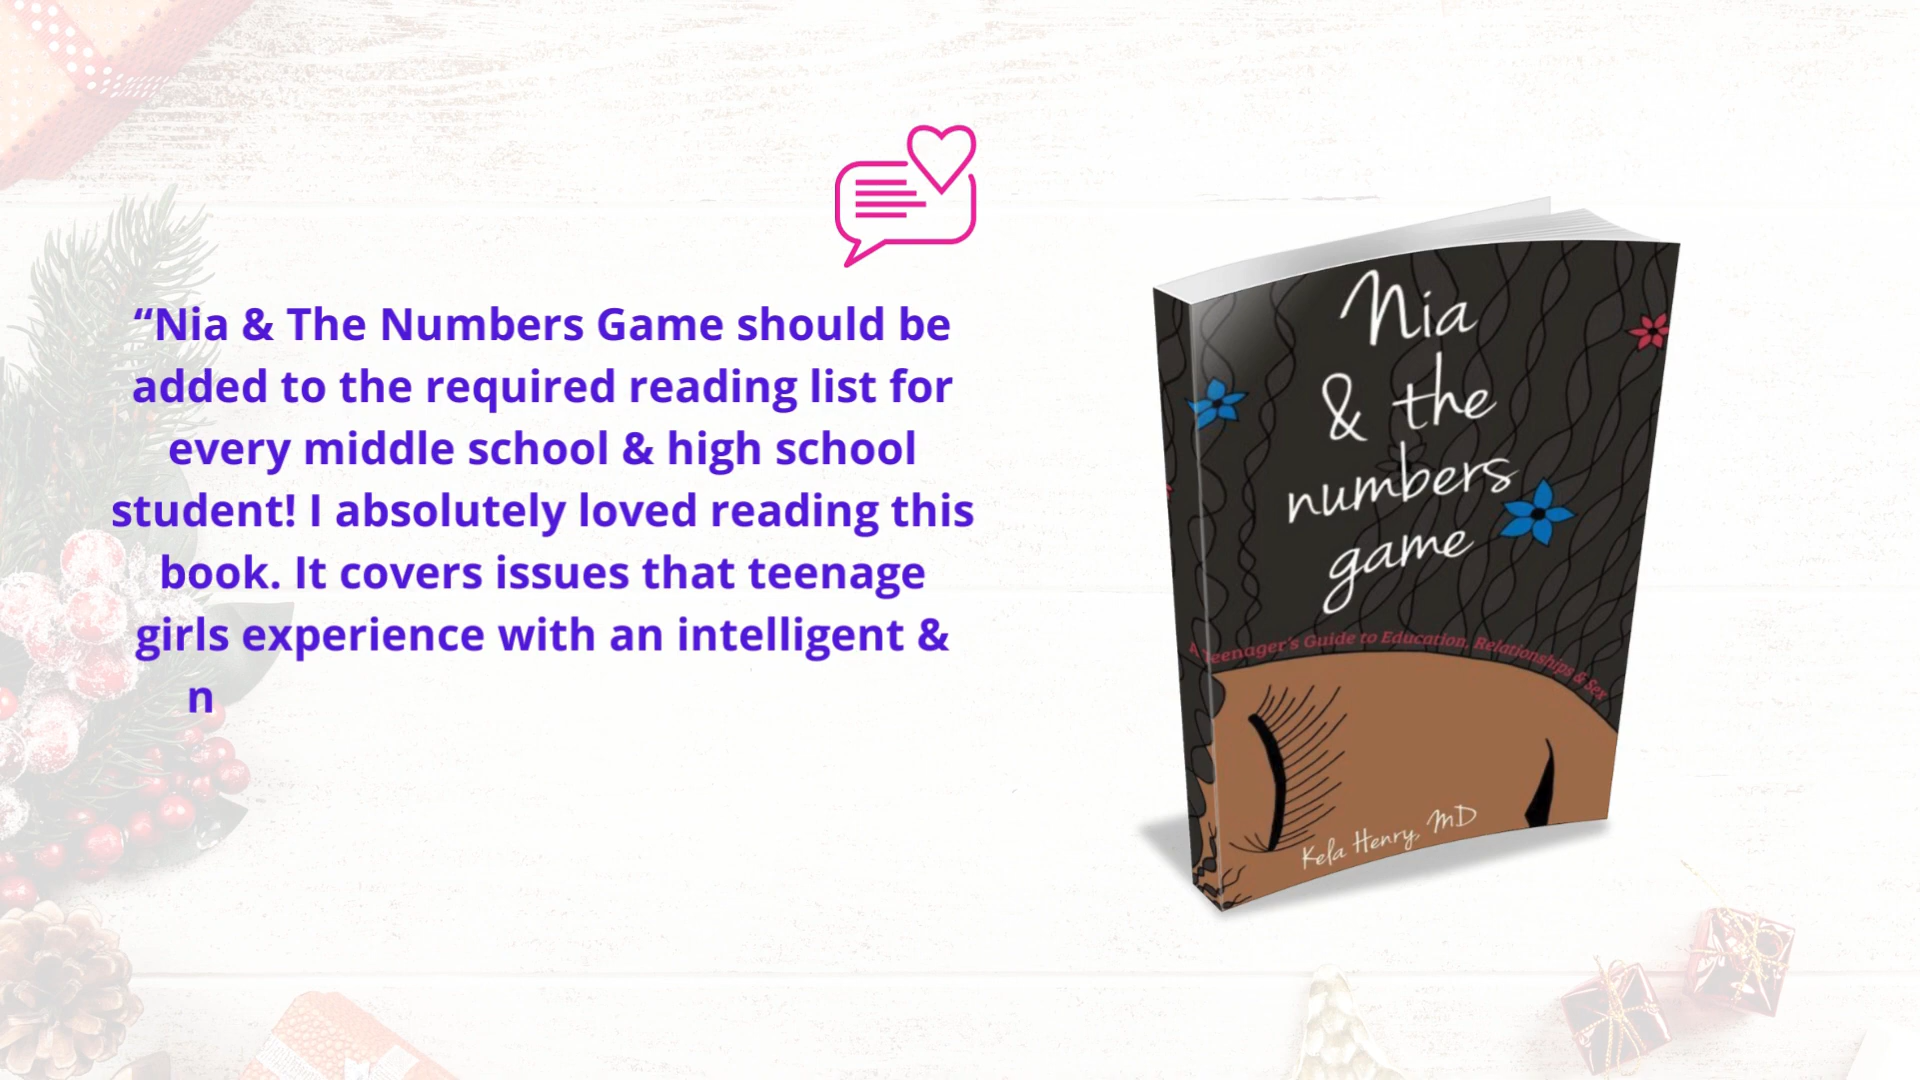 “Nia & The Numbers Game should be
added to the required reading list for
every middle school & high school
student! I absolutely loved reading this
book. It covers issues that teenage
girls experience with an intelligent &
n
Nia
& the
numbers
game
A Teenager's Guide to Education, Relationships & Sex
Kela Henry, MD